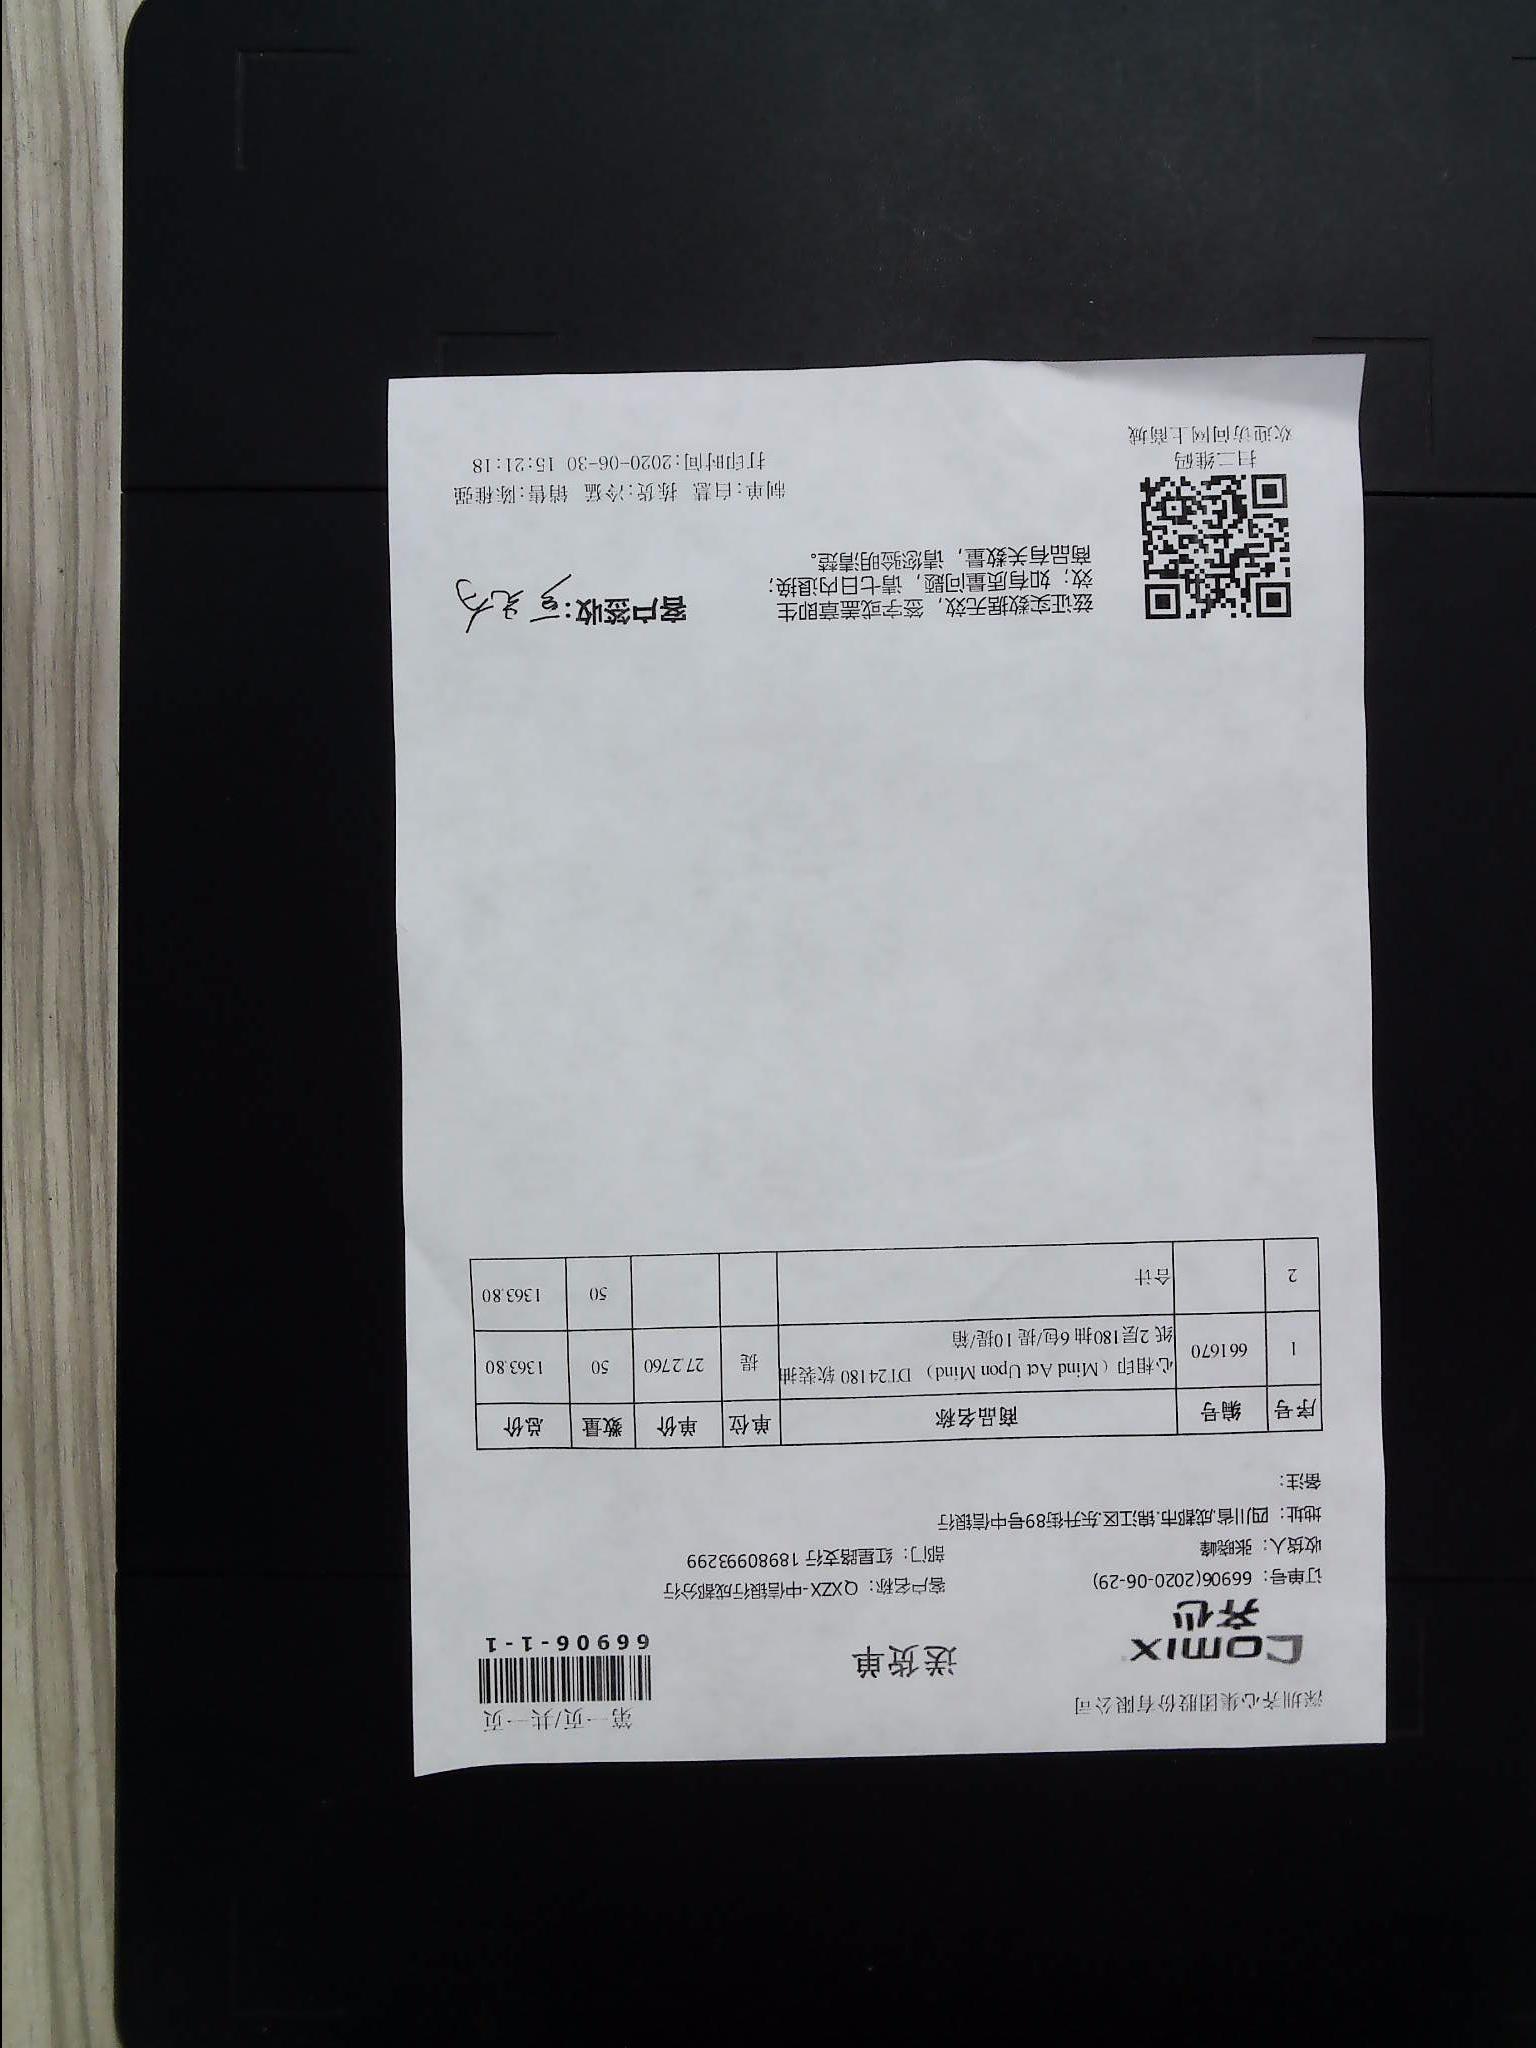 深圳齐心集团股份有限公司
第一页/共一页
Comix
齐心
送货单
66906-1-1
订单号: 66906(2020-06-29)
客户名称: QXZX-中信银行成都分行
收货人: 张晓峰
部门: 红星路支行 18980993299
地址: 四川省.成都市.锦江区.东升街89号中信银行
备注:
序号 编号 商品名称 单位 单价 数量 总价
1 661670 心相印（Mind Act Upon Mind） DT24180 软装抽
纸 2层180抽 6包/提 10提/箱 提 27.2760 50 1363.80
2 合计 50 1363.80
兹证实数据无效，签字或盖章即生
效；如有质量问题，请七日内退换；
商品有关数量，请您验明清楚。
客户签收:
扫二维码
欢迎访问网上商城
制单:白慧 拣货:冷猛 销售:陈稚强
打印时间:2020-06-30 15:21:18